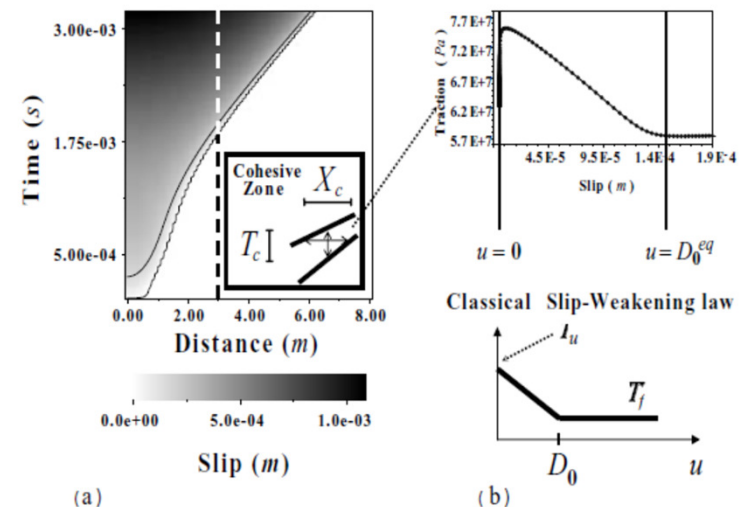 3.00e-03
1.75e-03
5.00e-04
Time (s)
0.00
2.00
4.00
6.00
8.00
Distance (m)
Cohesive
Zone
X_c
T_c
0.0e+00
5.0e-04
1.0e-03
Slip (m)
(a)
7.7E+7
7.2E+7
6.7E+7
6.2E+7
5.7E+7
Traction (Pa)
4.5E-5
9.5E-5
1.4E-4
1.9E-4
Slip (m)
u = 0
u = D_0^{eq}
Classical Slip-Weakening law
T_f
D_0
u
(b)